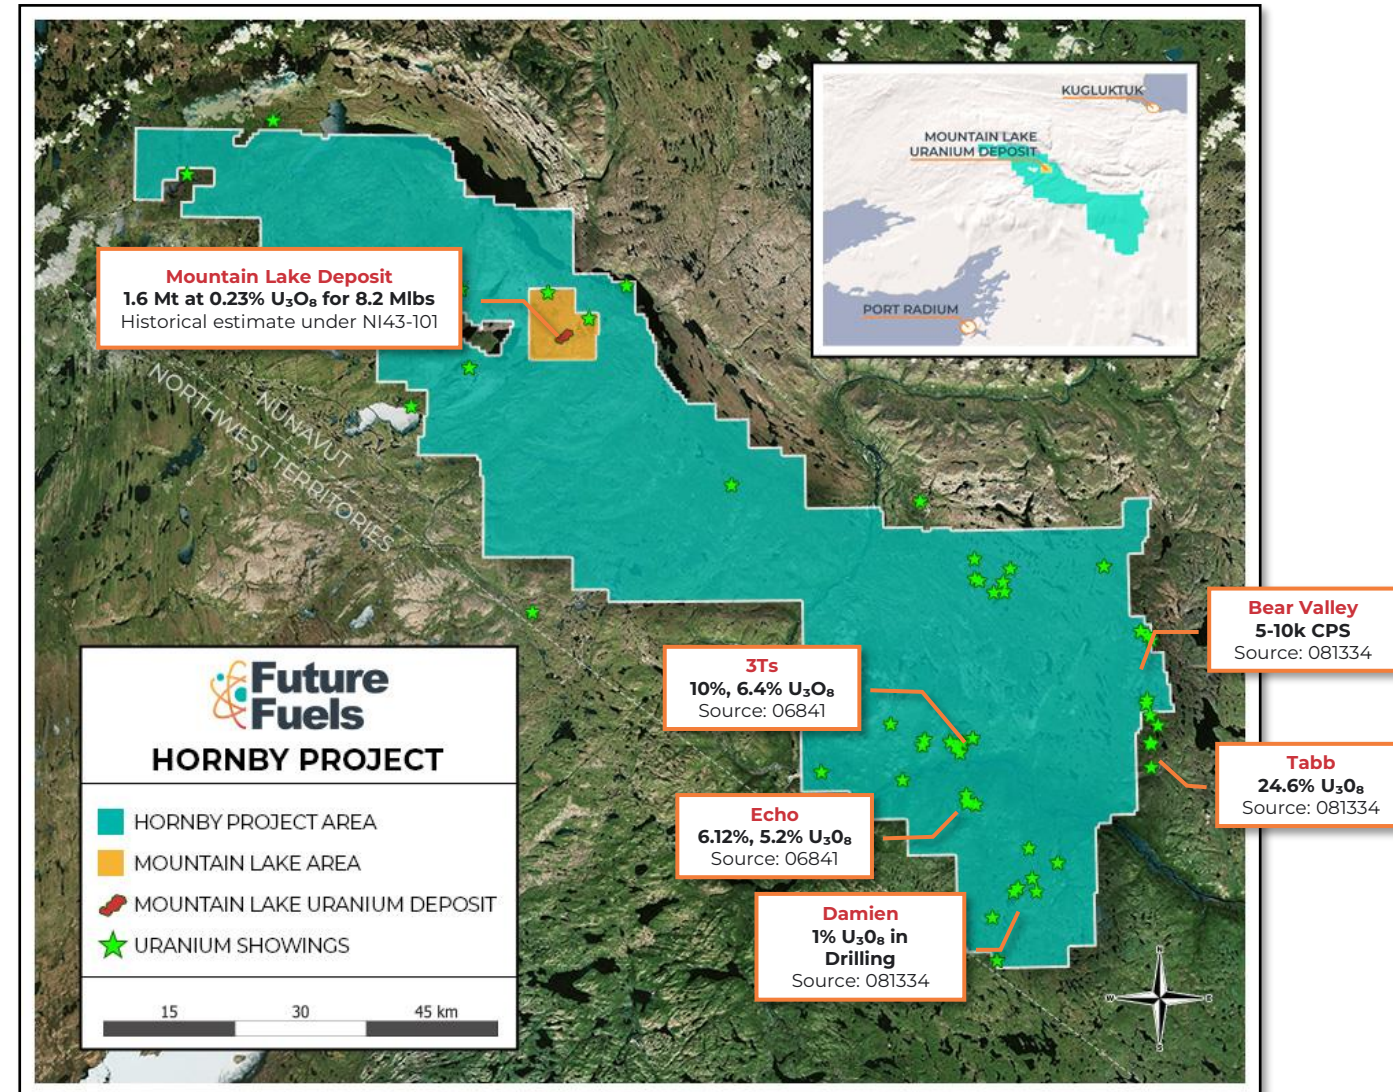 KUGLUKTUK
MOUNTAIN LAKE
URANIUM DEPOSIT
PORT RADIUM
Mountain Lake Deposit
1.6 Mt at 0.23% U₃O₈ for 8.2 Mlbs
Historical estimate under NI43-101
NUNAVUT
NORTHWEST TERRITORIES
Bear Valley
5-10k CPS
Source: 081334
3Ts
10%, 6.4% U₃O₈
Source: 06841
Tabb
24.6% U₃0₈
Source: 081334
Echo
6.12%, 5.2% U₃0₈
Source: 06841
Damien
1% U₃0₈ in
Drilling
Source: 081334
Future
Fuels
HORNBY PROJECT
HORNBY PROJECT AREA
MOUNTAIN LAKE AREA
MOUNTAIN LAKE URANIUM DEPOSIT
URANIUM SHOWINGS
15 30 45 km
N
W E
S